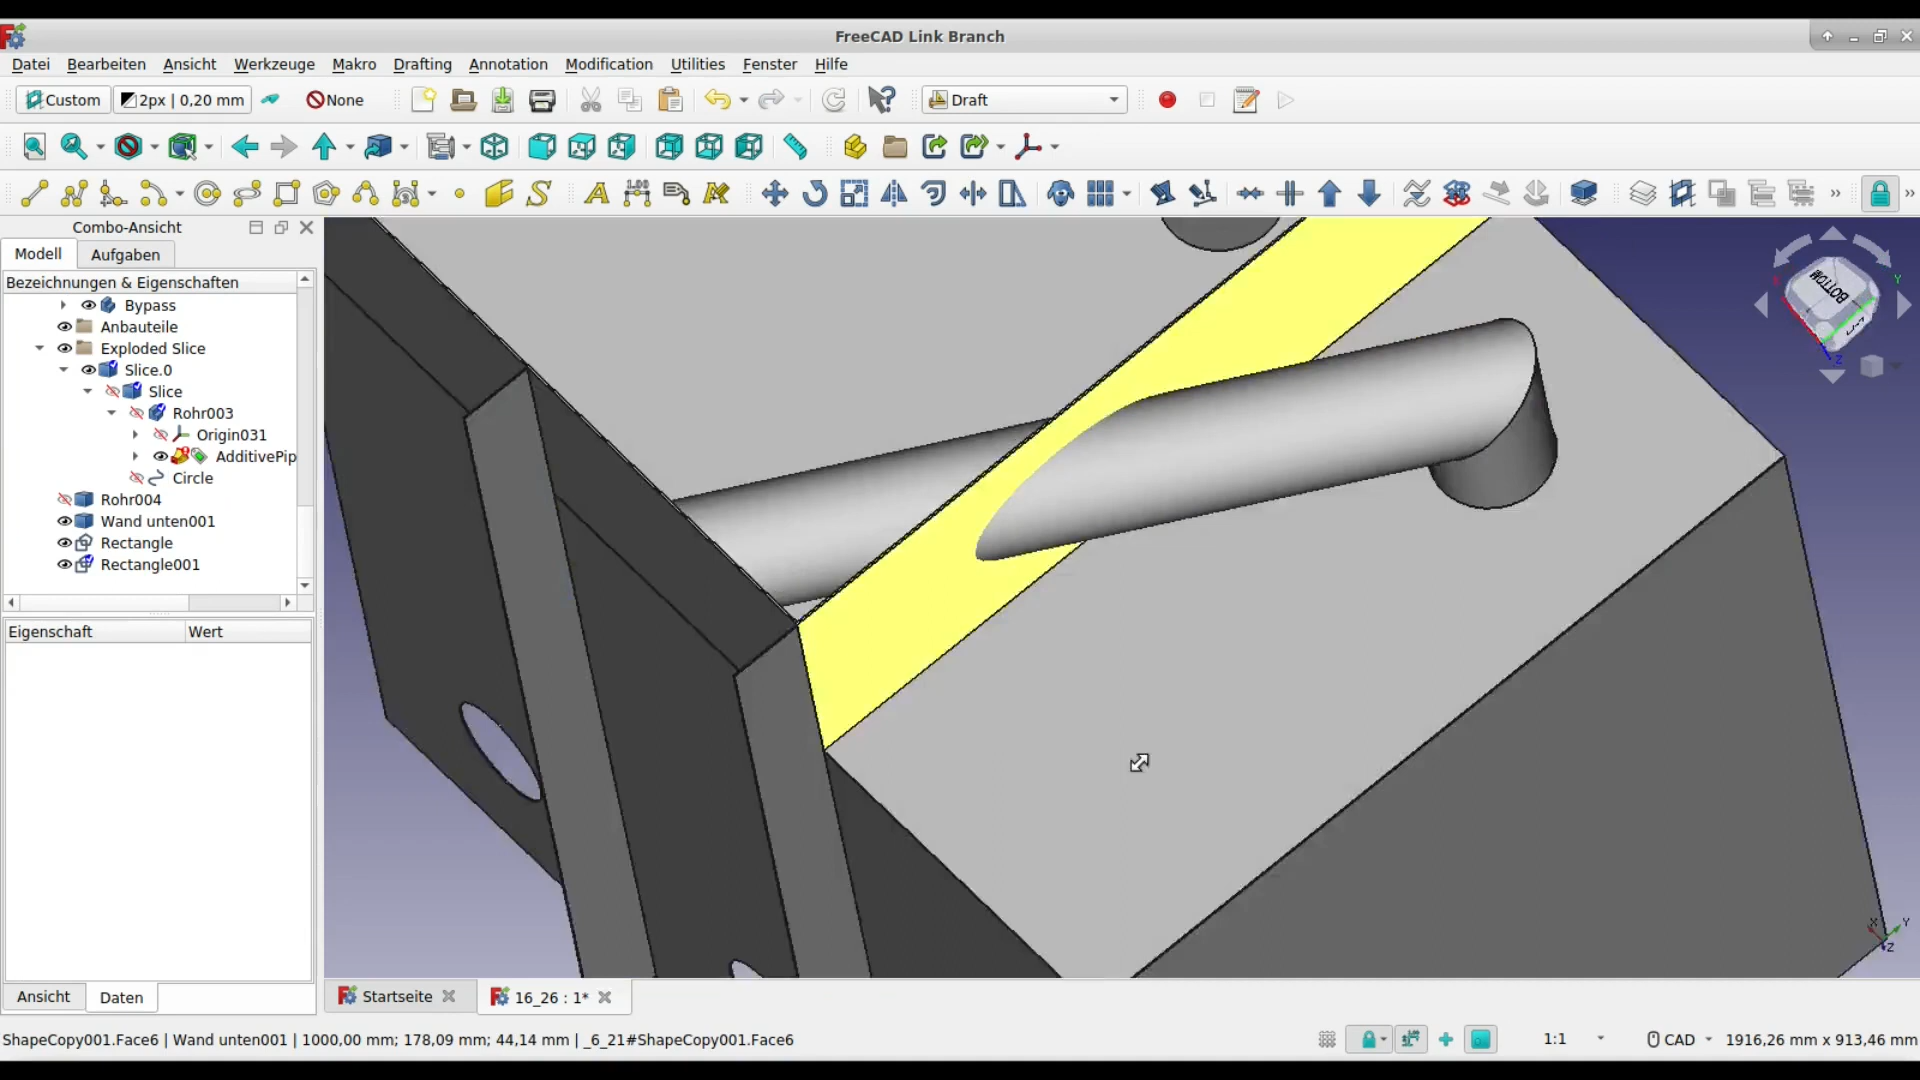 FreeCAD Link Branch
Datei Bearbeiten Ansicht Werkzeuge Makro Drafting Annotation Modification Utilities Fenster Hilfe
Custom 2px | 0,20 mm None Draft
Combo-Ansicht
Modell Aufgaben
Bezeichnungen & Eigenschaften
Bypass
Anbauteile
Exploded Slice
Slice.0
Slice
Rohr003
Origin031
AdditivePip
Circle
Rohr004
Wand unten001
Rectangle
Rectangle001
Eigenschaft Wert
BOTTOM
X Y Z
X Y Z
Ansicht Daten
Startseite 16_26 : 1*
ShapeCopy001.Face6 | Wand unten001 | 1000,00 mm; 178,09 mm; 44,14 mm | _6_21#ShapeCopy001.Face6 1:1 CAD 1916,26 mm x 913,46 mm